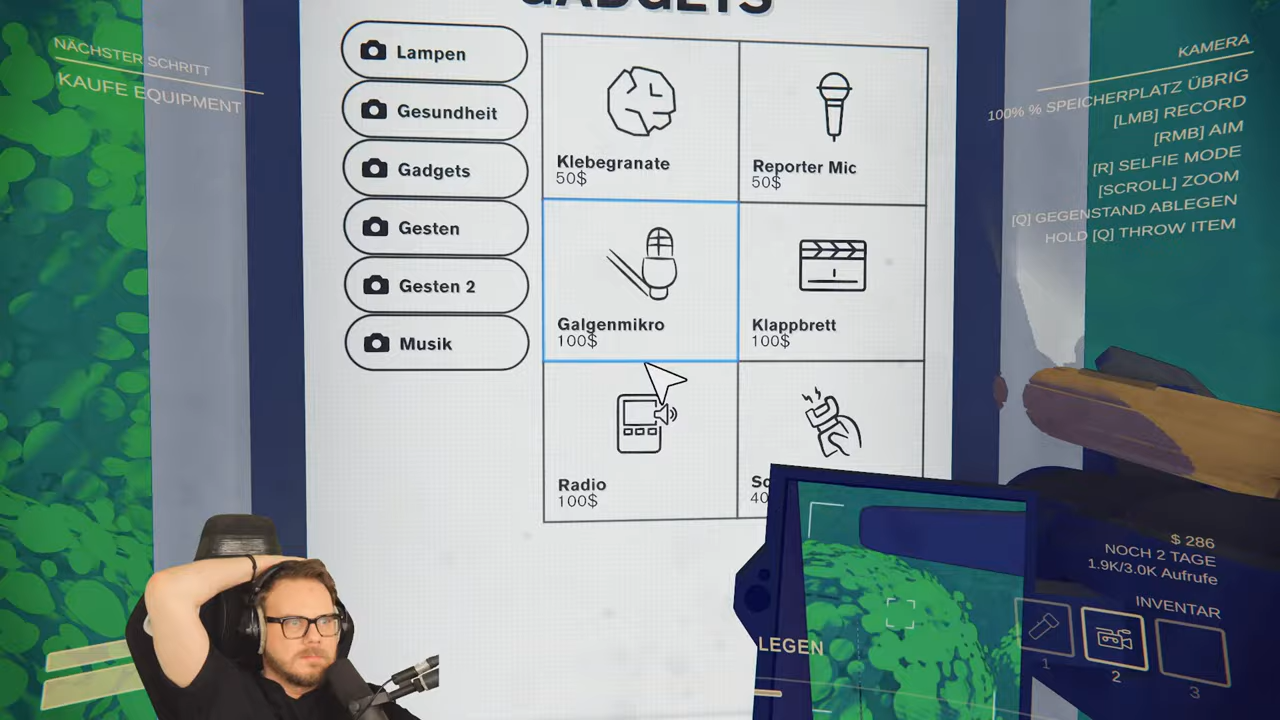 GADGETS
NÄCHSTER SCHRITT
KAUFE EQUIPMENT
Lampen
Gesundheit
Gadgets
Gesten
Gesten 2
Musik
Klebegranate
50$
Reporter Mic
50$
Galgenmikro
100$
Klappbrett
100$
Radio
100$
KAMERA
100% % SPEICHERPLATZ ÜBRIG
[LMB] RECORD
[RMB] AIM
[R] SELFIE MODE
[SCROLL] ZOOM
[Q] GEGENSTAND ABLEGEN
HOLD [Q] THROW ITEM
LEGEN
$ 286
NOCH 2 TAGE
1.9K/3.0K Aufrufe
INVENTAR
1
2
3